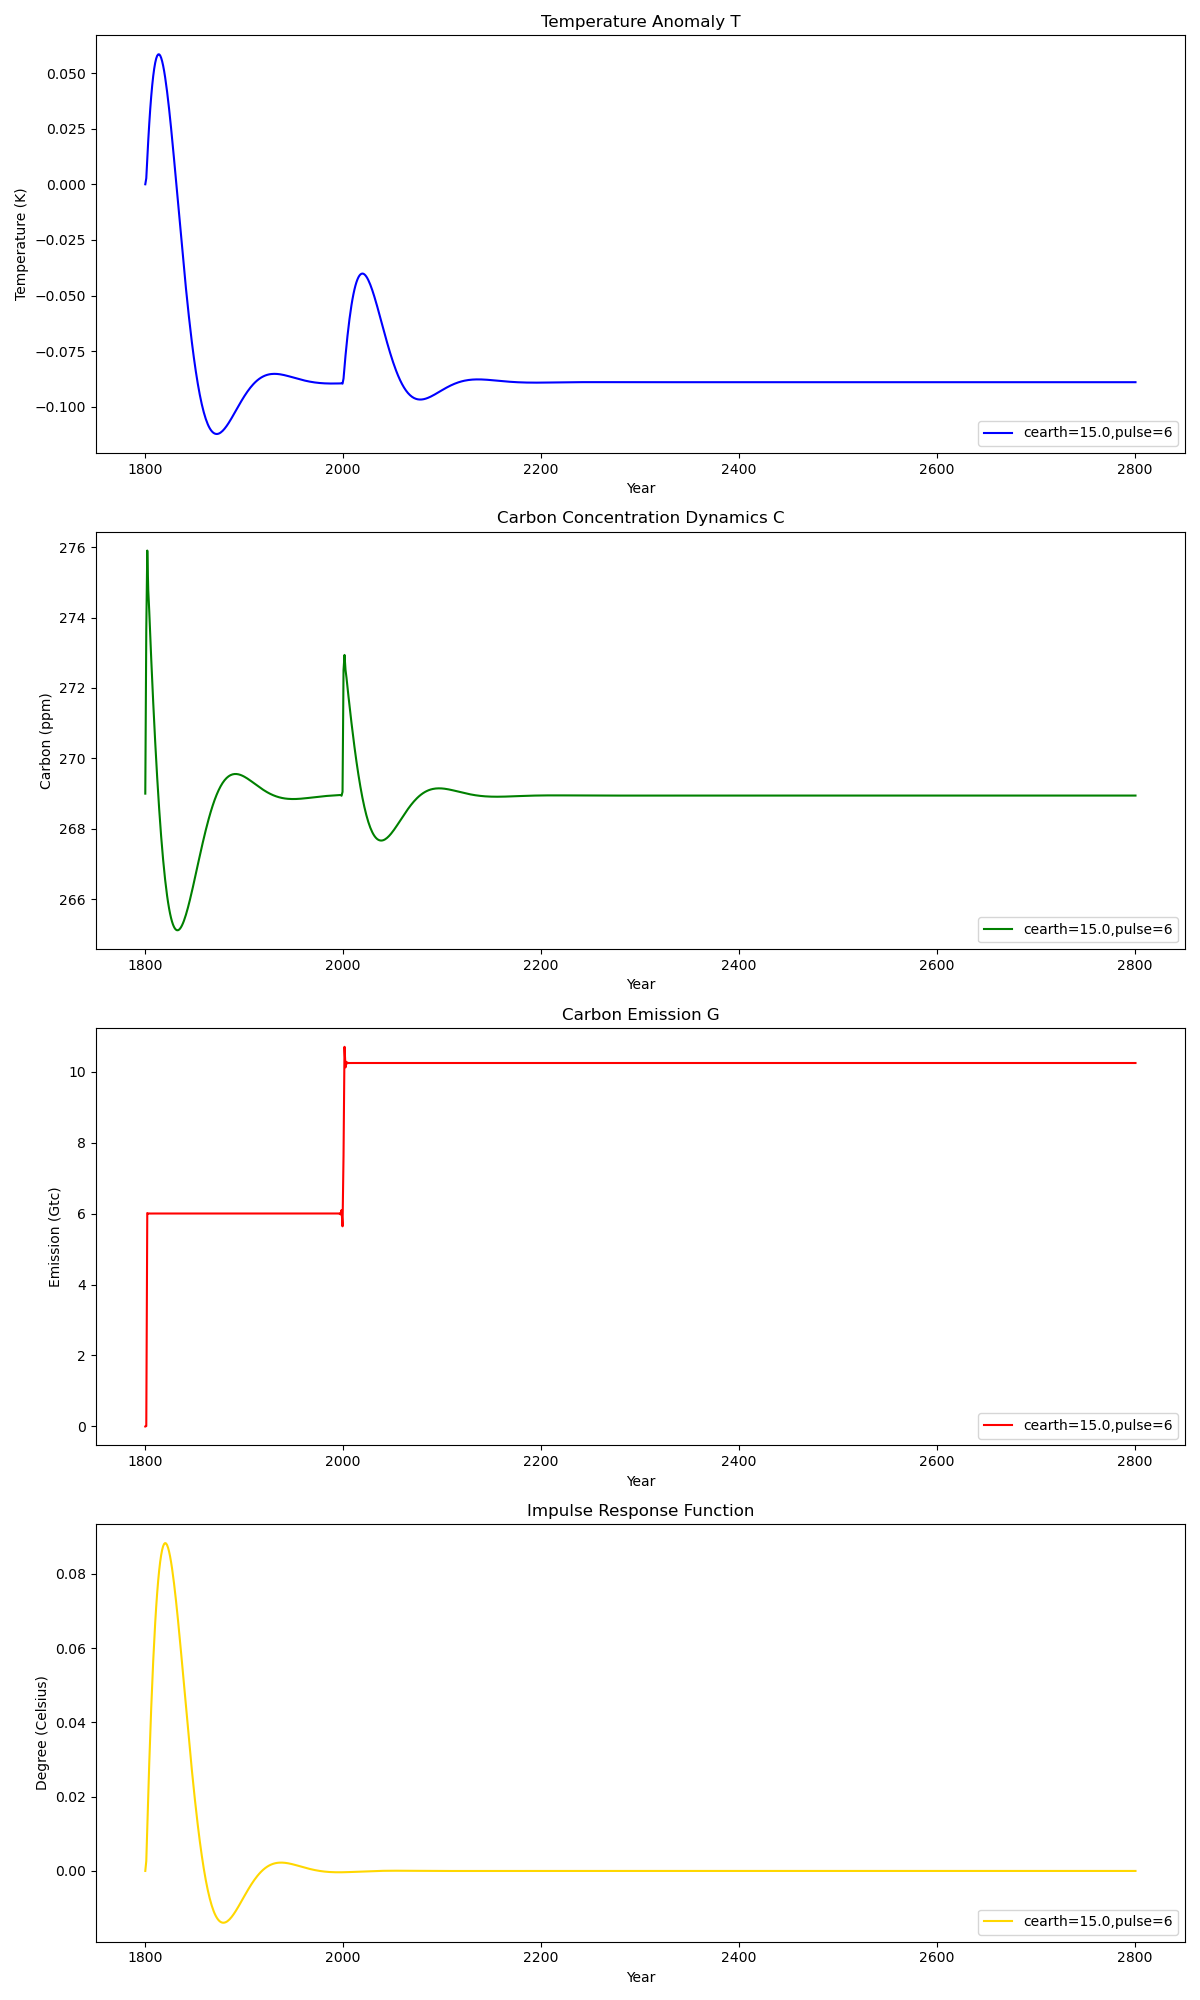 Temperature Anomaly T
Temperature (K)
0.050
0.025
0.000
−0.025
−0.050
−0.075
−0.100
cearth=15.0,pulse=6
1800 2000 2200 2400 2600 2800
Year
Carbon Concentration Dynamics C
Carbon (ppm)
276
274
272
270
268
266
cearth=15.0,pulse=6
1800 2000 2200 2400 2600 2800
Year
Carbon Emission G
Emission (Gtc)
10
8
6
4
2
0
cearth=15.0,pulse=6
1800 2000 2200 2400 2600 2800
Year
Impulse Response Function
Degree (Celsius)
0.08
0.06
0.04
0.02
0.00
cearth=15.0,pulse=6
1800 2000 2200 2400 2600 2800
Year